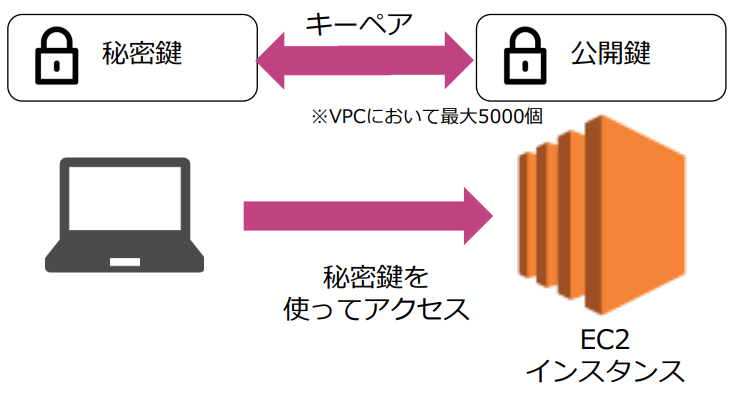 キーペア
秘密鍵
公開鍵
※VPCにおいて最大5000個
秘密鍵を
使ってアクセス
EC2
インスタンス